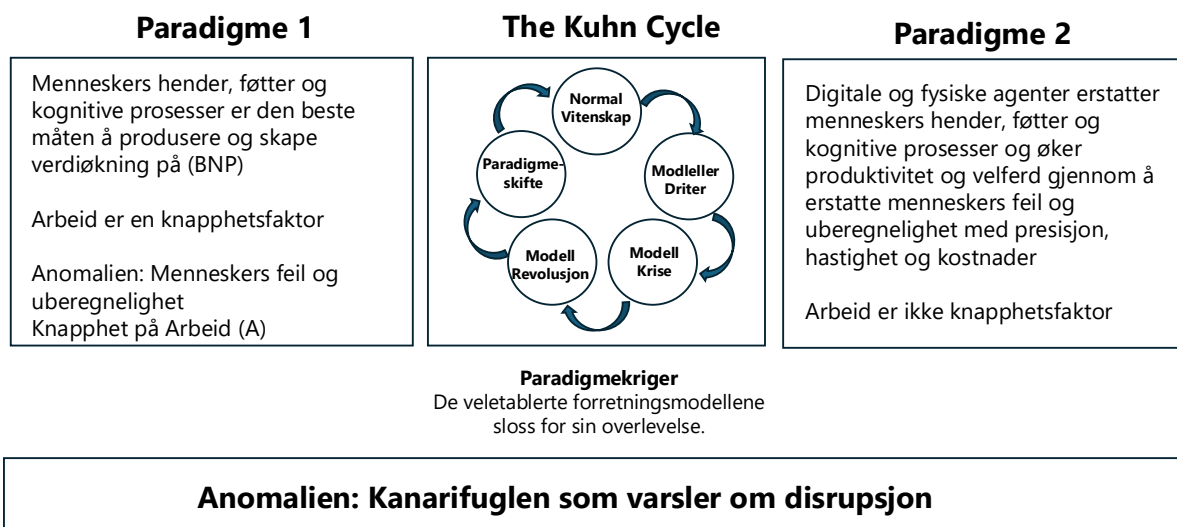 Paradigme 1
Menneskers hender, føtter og
kognitive prosesser er den beste
måten å produsere og skape
verdiøkning på (BNP)
Arbeid er en knapphetsfaktor
Anomalien: Menneskers feil og
uberegnelighet
Knapphet på Arbeid (A)
The Kuhn Cycle
Normal
Vitenskap
Modleller
Driter
Modell
Krise
Modell
Revolusjon
Paradigme-
skifte
Paradigme 2
Digitale og fysiske agenter erstatter
menneskers hender, føtter og
kognitive prosesser og øker
produktivitet og velferd gjennom å
erstatte menneskers feil og
uberegnelighet med presisjon,
hastighet og kostnader
Arbeid er ikke knapphetsfaktor
Paradigmekriger
De veletablerte forretningsmodellene
sloss for sin overlevelse.
Anomalien: Kanarifuglen som varsler om disrupsjon